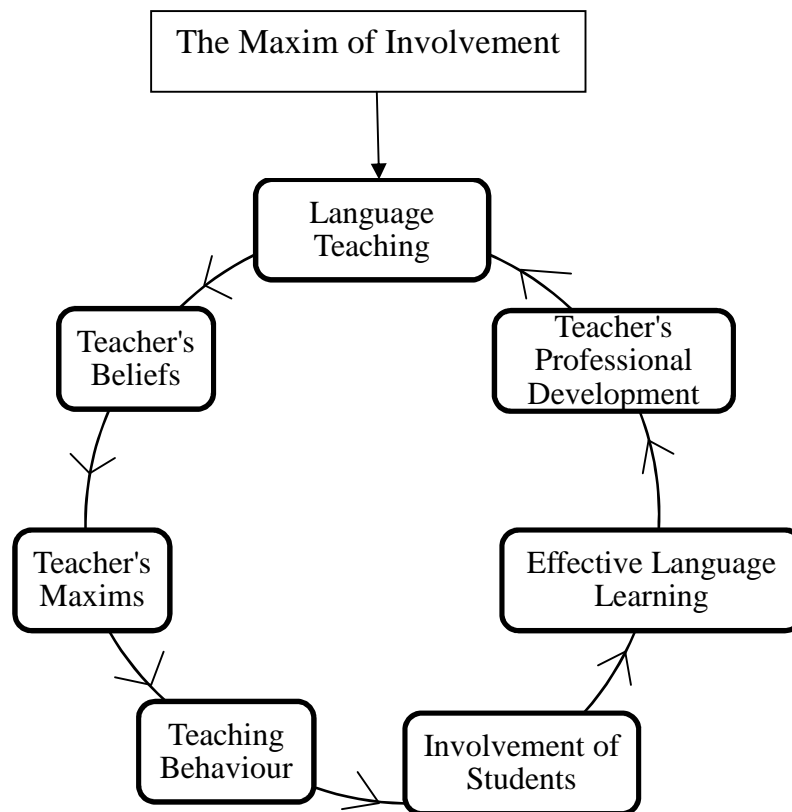 The Maxim of Involvement
Language
Teaching
Teacher's
Beliefs
Teacher's
Professional
Development
Teacher's
Maxims
Effective Language
Learning
Teaching
Behaviour
Involvement of
Students